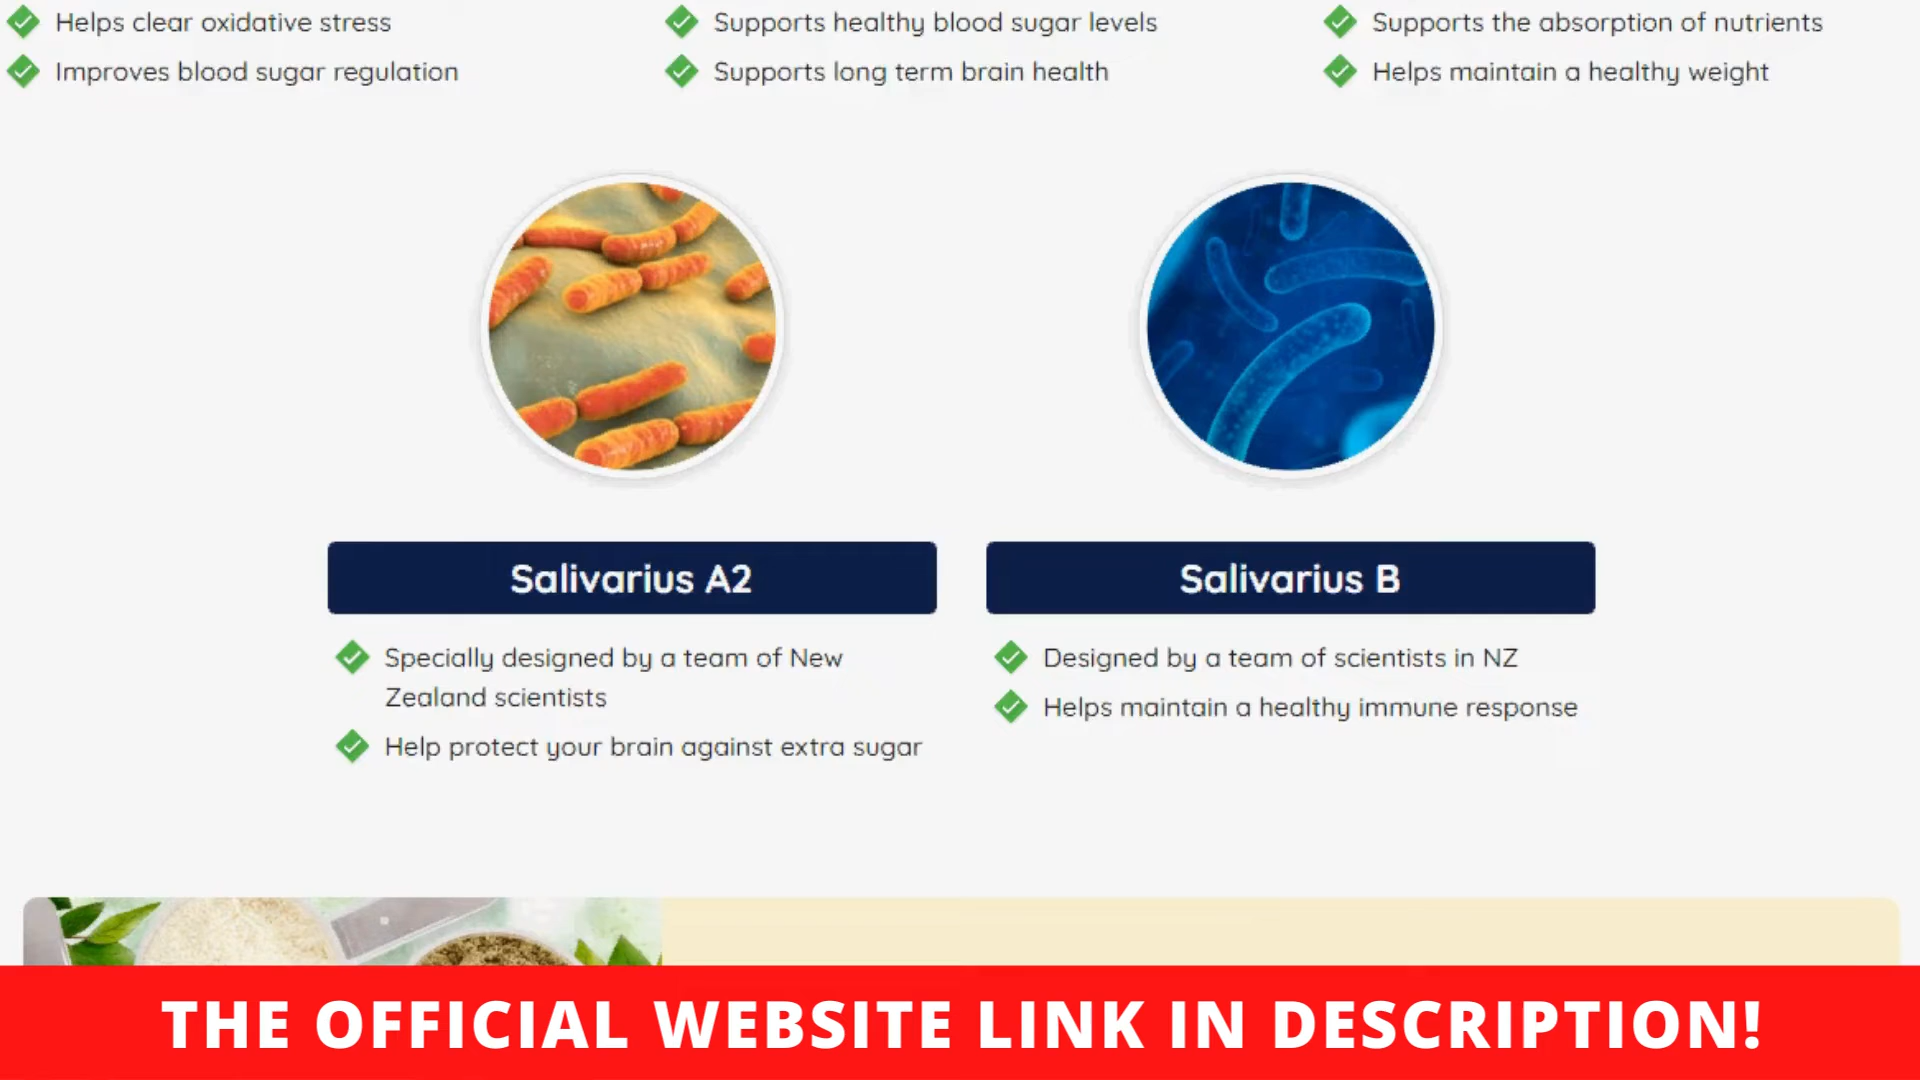 Helps clear oxidative stress
Improves blood sugar regulation
Supports healthy blood sugar levels
Supports long term brain health
Supports the absorption of nutrients
Helps maintain a healthy weight
Salivarius A2
Specially designed by a team of New
Zealand scientists
Help protect your brain against extra sugar
Salivarius B
Designed by a team of scientists in NZ
Helps maintain a healthy immune response
THE OFFICIAL WEBSITE LINK IN DESCRIPTION!